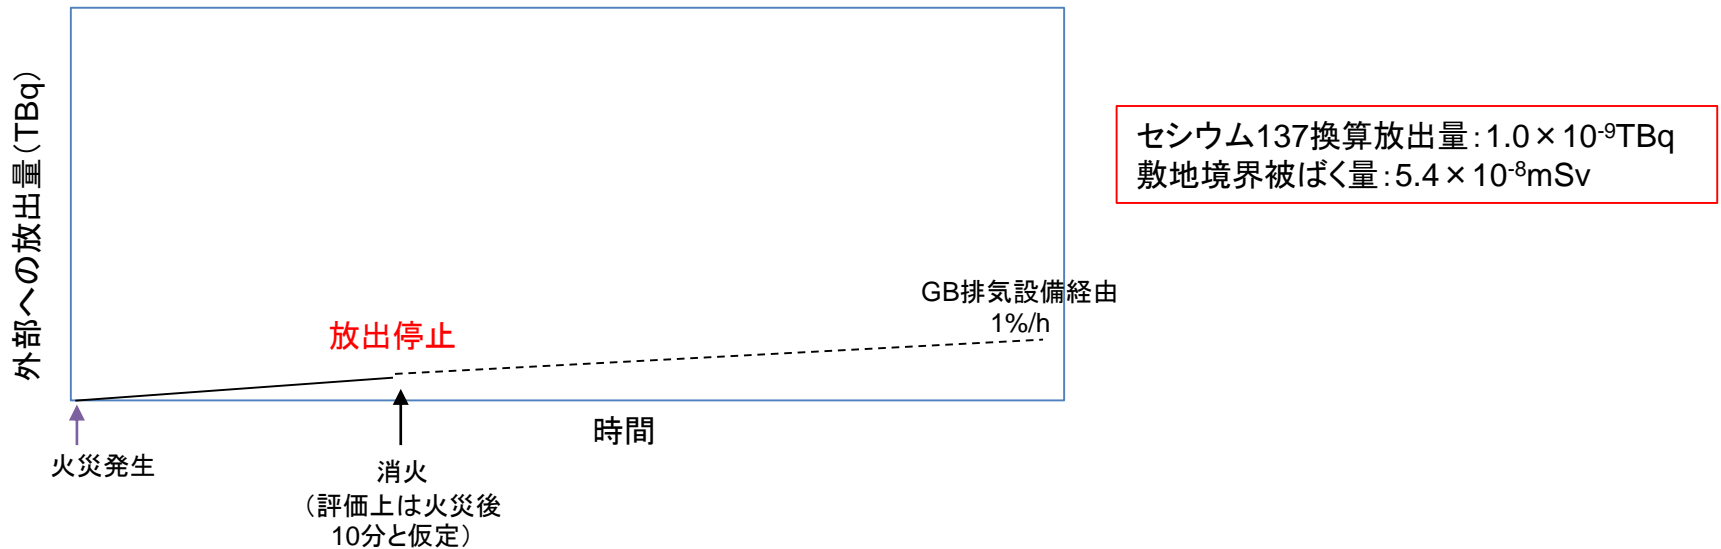 外部への放出量(TBq)
セシウム137換算放出量:1.0×10-9TBq
敷地境界被ばく量:5.4×10-8mSv
GB排気設備経由
1%/h
放出停止
時間
火災発生
消火
(評価上は火災後
10分と仮定)